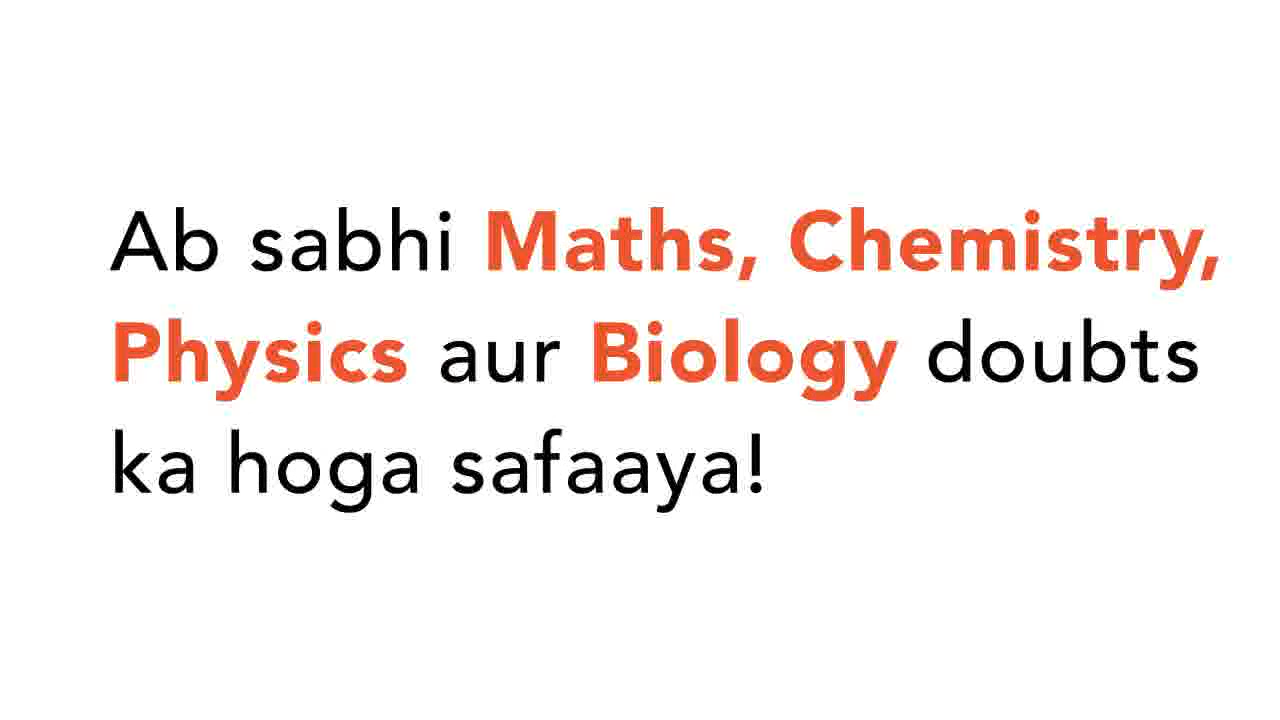 Ab sabhi Maths, Chemistry,
Physics aur Biology doubts
ka hoga safaaya!